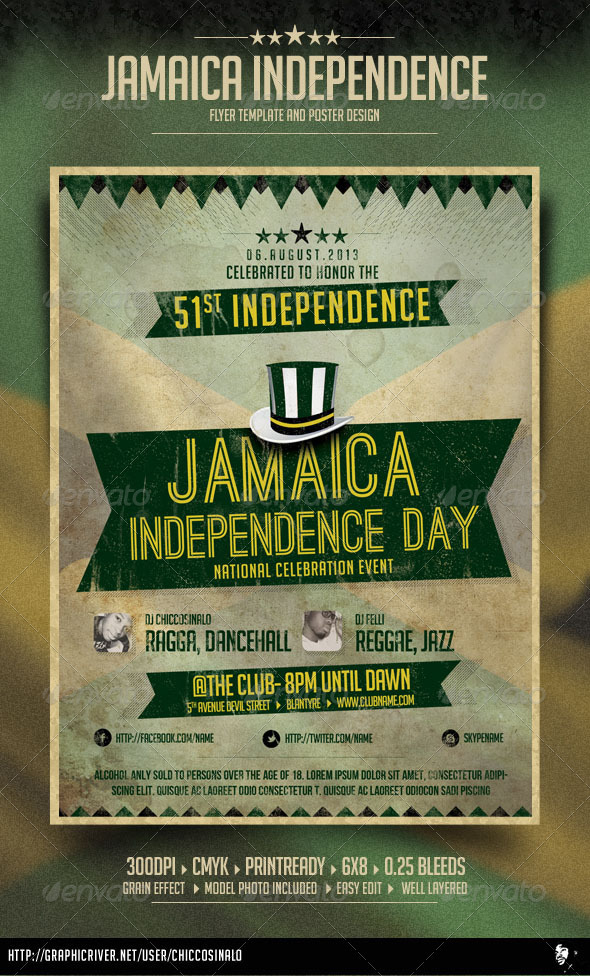 JAMAICA INDEPENDENCE
FLYER TEMPLATE AND POSTER DESIGN
06.AUGUST.2013
CELEBRATED TO HONOR THE
51ST INDEPENDENCE
JAMAICA
INDEPENDENCE DAY
NATIONAL CELEBRATION EVENT
DJ CHICCOSINALO
RAGGA, DANCEHALL
DJ FELLI
REGGAE, JAZZ
@THE CLUB- 8PM UNTIL DAWN
5TH AVENUE DEVIL STREET BLANTYRE WWW.CLUBNAME.COM
HTTP://FACEBOOK.COM/NAME HTTP://TWITER.COM/NAME SKYPENAME
ALCOHOL ANLY SOLD TO PERSONS OVER THE AGE OF 18. LOREM IPSUM DOLOR SIT AMET, CONSECTETUR ADIPI-
SCING ELIT. QUISQUE AC LAOREET ODIO CONSECTETUR T. QUISQUE AC LAOREET ODIOCON SADI PISCING
300DPI CMYK PRINTREADY 6X8 0.25 BLEEDS
GRAIN EFFECT MODEL PHOTO INCLUDED EASY EDIT WELL LAYERED
HTTP://GRAPHICRIVER.NET/USER/CHICCOSINALO
envato